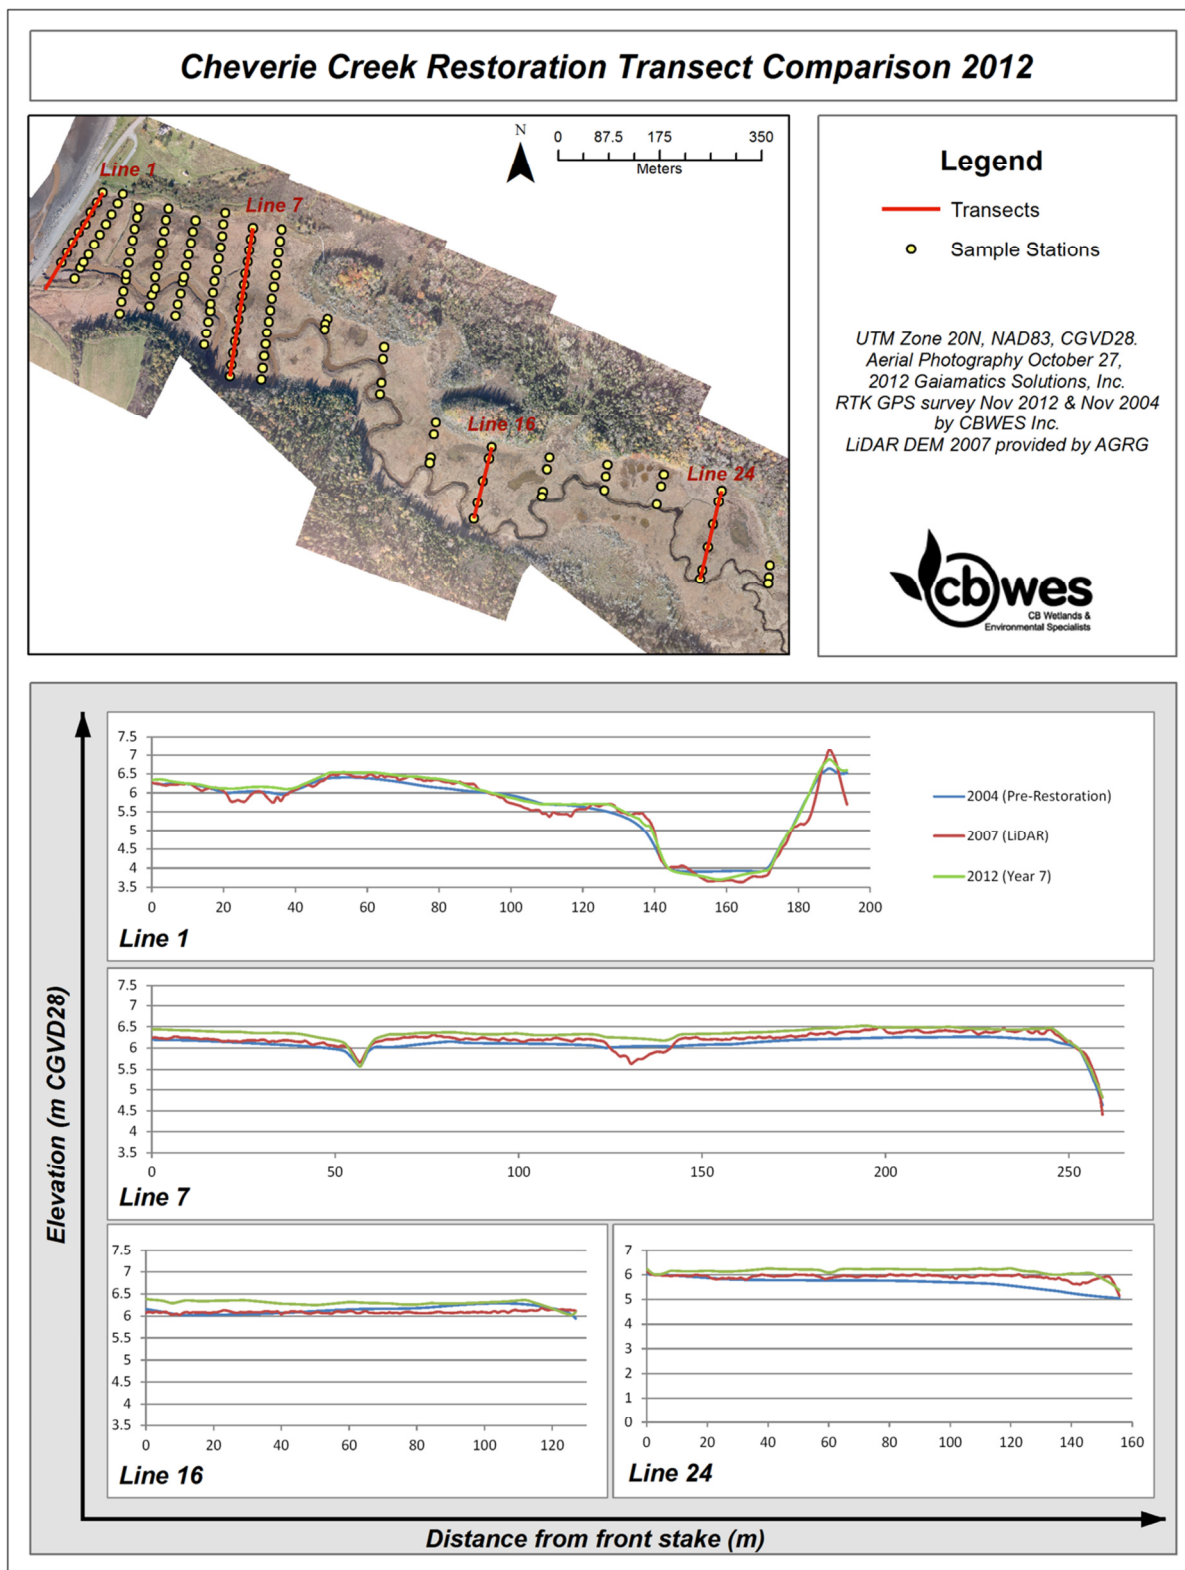 Cheverie Creek Restoration Transect Comparison 2012
N
0 87.5 175 350
Meters
Line 1
Line 7
Line 16
Line 24
Legend
Transects
Sample Stations
UTM Zone 20N, NAD83, CGVD28.
Aerial Photography October 27,
2012 Gaiamatics Solutions, Inc.
RTK GPS survey Nov 2012 & Nov 2004
by CBWES Inc.
LiDAR DEM 2007 provided by AGRG
cbwes
CB Wetlands &
Environmental Specialists
Elevation (m CGVD28)
7.5
7
6.5
6
5.5
5
4.5
4
3.5
0 20 40 60 80 100 120 140 160 180 200
Line 1
2004 (Pre-Restoration)
2007 (LiDAR)
2012 (Year 7)
7.5
7
6.5
6
5.5
5
4.5
4
3.5
0 50 100 150 200 250
Line 7
7.5
7
6.5
6
5.5
5
4.5
4
3.5
0 20 40 60 80 100 120
Line 16
7
6
5
4
3
2
1
0
0 20 40 60 80 100 120 140 160
Line 24
Distance from front stake (m)